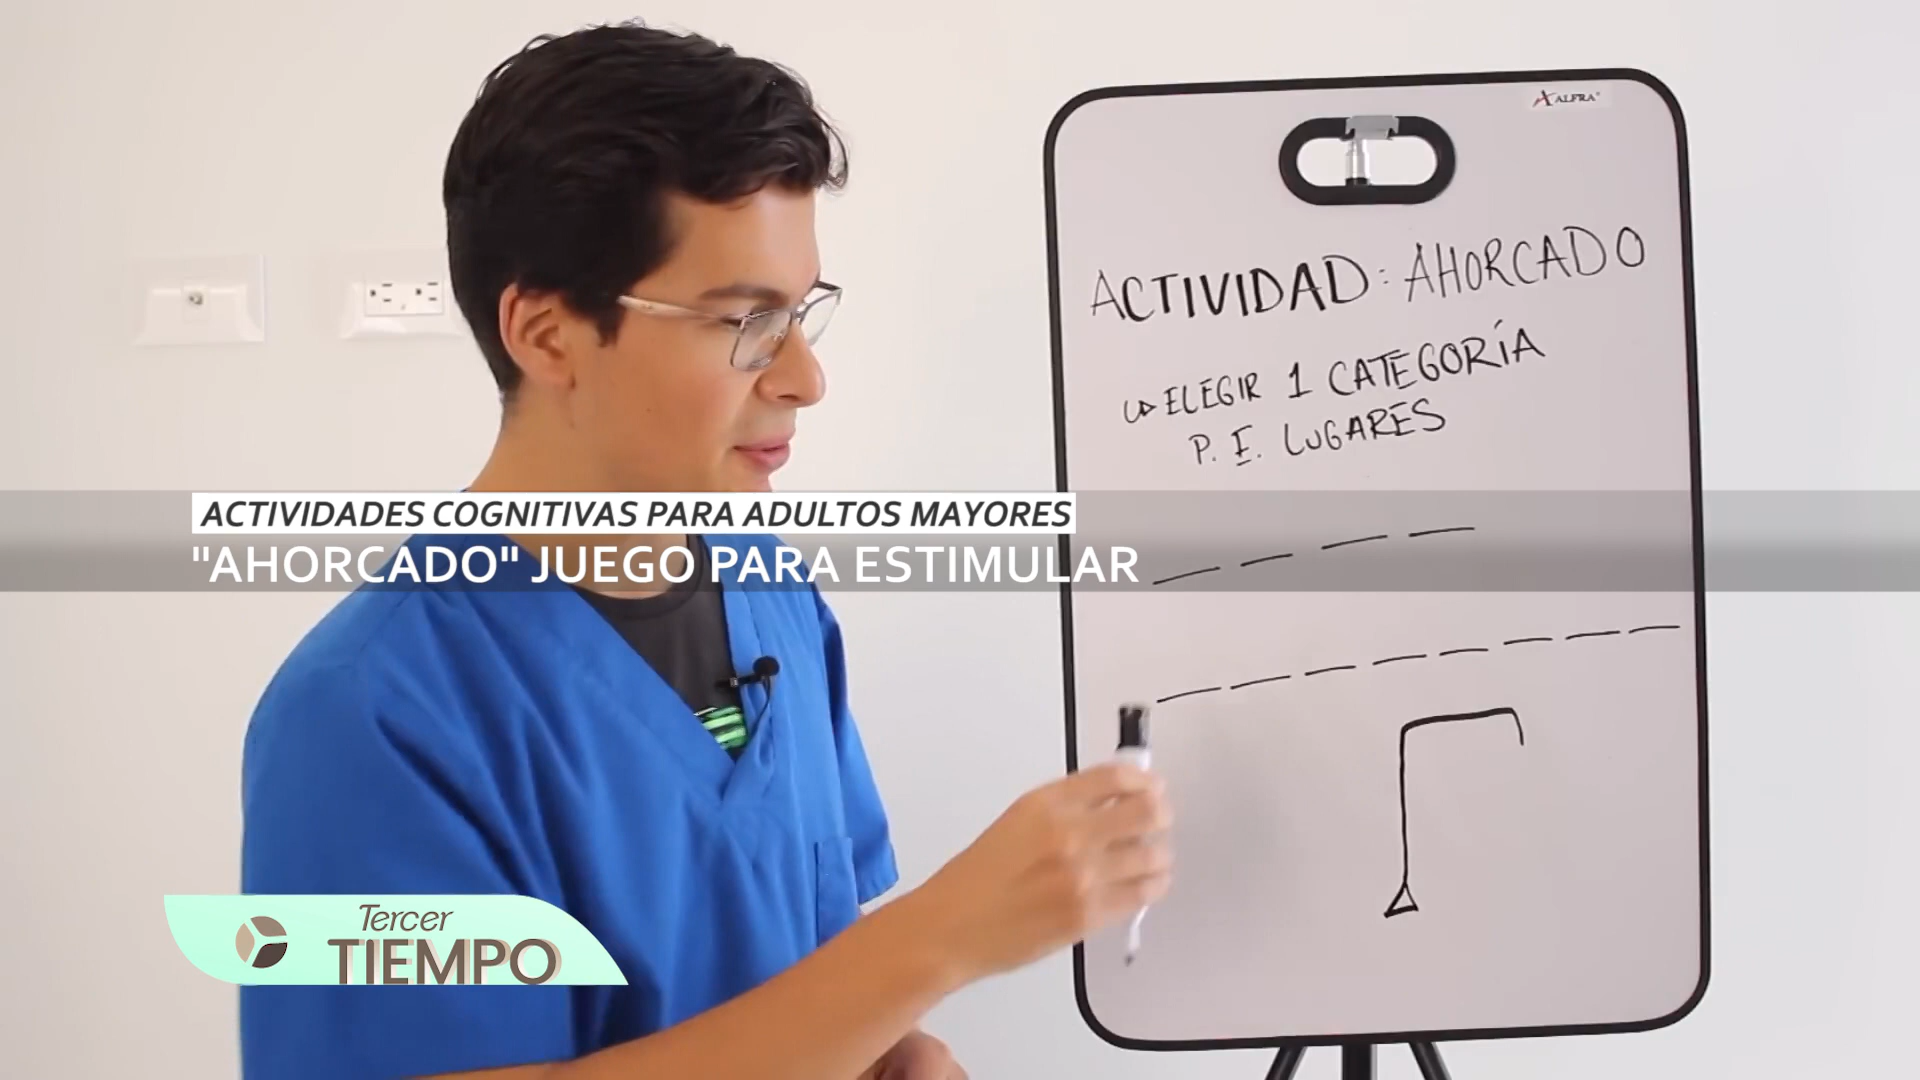 ALFRA
ACTIVIDAD: AHORCADO
ELEGIR 1 CATEGORÍA
P. E. LUGARES
ACTIVIDADES COGNITIVAS PARA ADULTOS MAYORES
"AHORCADO" JUEGO PARA ESTIMULAR
Tercer
TIEMPO